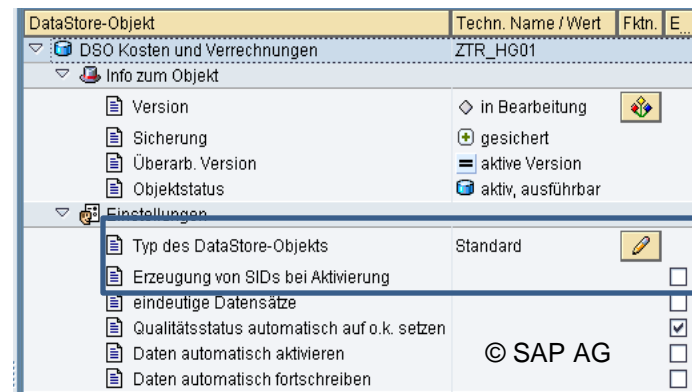 DataStore-Objekt Techn. Name / Wert Fktn. E...
DSO Kosten und Verrechnungen ZTR_HG01
Info zum Objekt
Version in Bearbeitung
Sicherung gesichert
Überarb. Version aktive Version
Objektstatus aktiv, ausführbar
Einstellungen
Typ des DataStore-Objekts Standard
Erzeugung von SIDs bei Aktivierung
eindeutige Datensätze
Qualitätsstatus automatisch auf o.k. setzen
Daten automatisch aktivieren © SAP AG
Daten automatisch fortschreiben